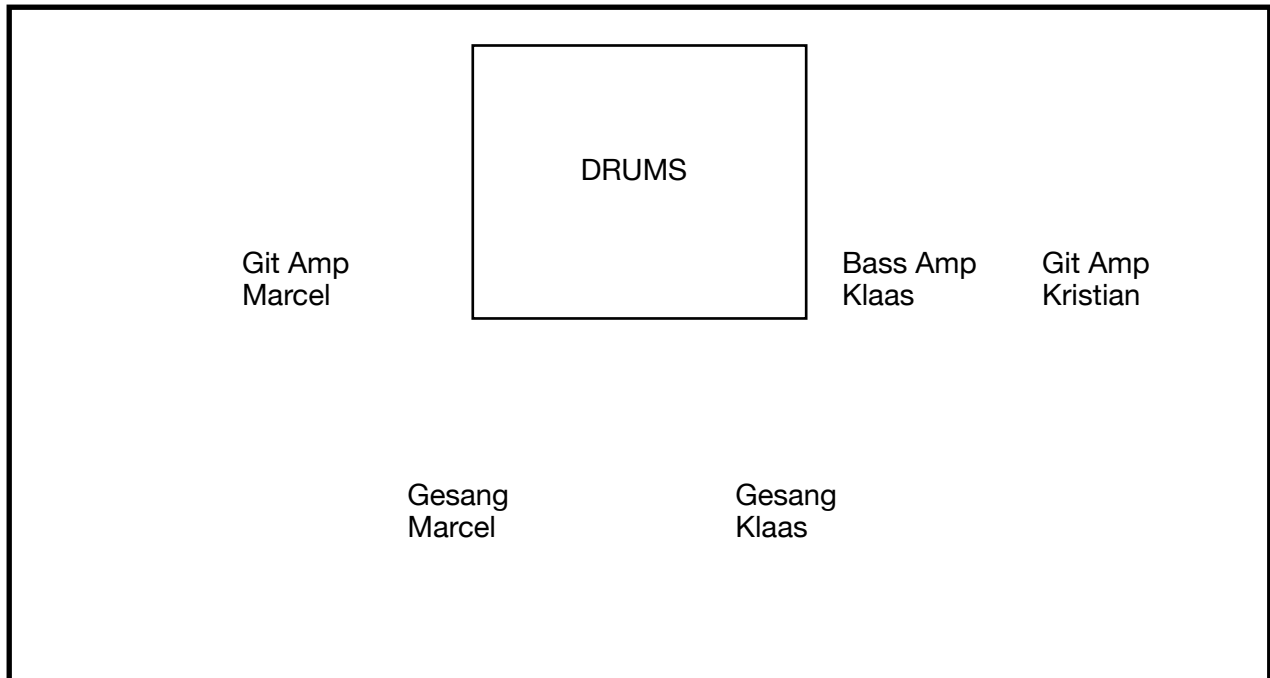 DRUMS
Git Amp
Marcel
Bass Amp
Klaas
Git Amp
Kristian
Gesang
Marcel
Gesang
Klaas